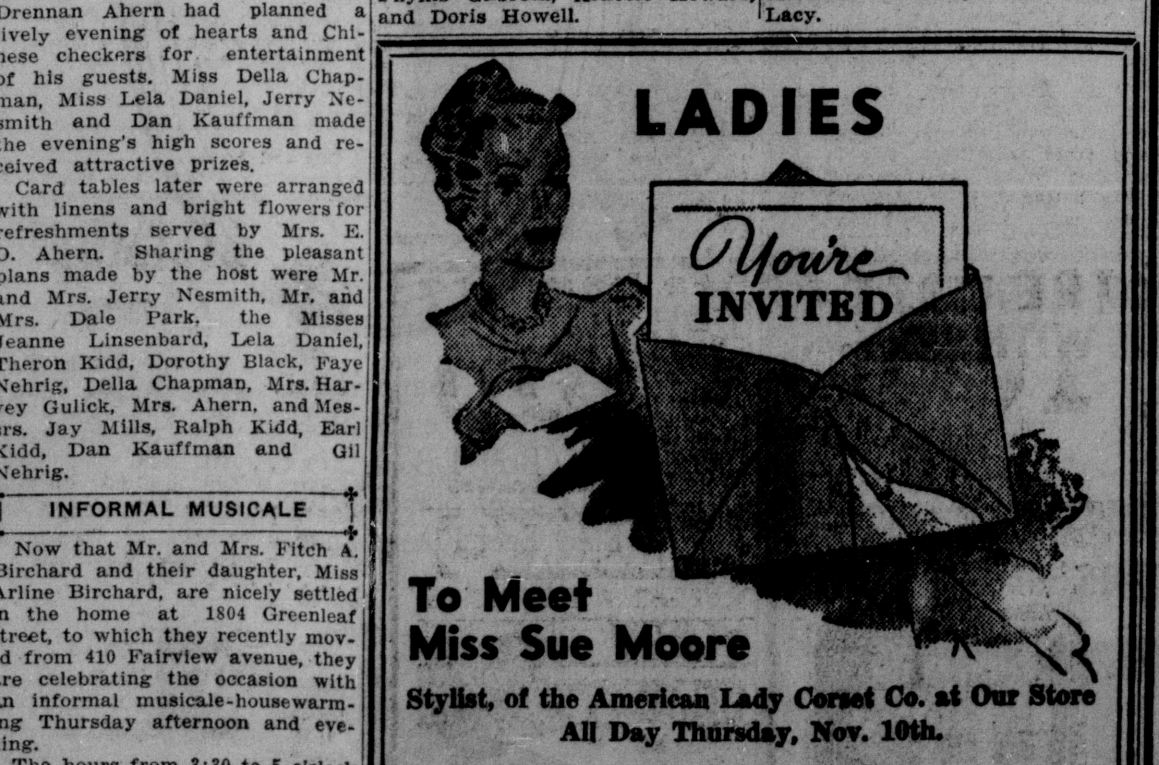 Drennan Ahern had planned a
ively evening of hearts and Chi-
nese checkers for entertainment
of his guests. Miss Della Chap-
man, Miss Lela Daniel, Jerry Ne-
smith and Dan Kauffman made
the evening's high scores and re-
ceived attractive prizes.
Card tables later were arranged
with linens and bright flowers for
refreshments served by Mrs. E.
O. Ahern. Sharing the pleasant
plans made by the host were Mr.
and Mrs. Jerry Nesmith, Mr. and
Mrs. Dale Park, the Misses
Jeanne Linsenbard, Lela Daniel,
Theron Kidd, Dorothy Black, Faye
Nehrig, Della Chapman, Mrs. Har-
vey Gulick, Mrs. Ahern, and Mes-
srs. Jay Mills, Ralph Kidd, Earl
Kidd, Dan Kauffman and Gil
Nehrig.
INFORMAL MUSICALE
Now that Mr. and Mrs. Fitch A.
Birchard and their daughter, Miss
Arline Birchard, are nicely settled
in the home at 1804 Greenleaf
street, to which they recently mov-
ed from 410 Fairview avenue, they
are celebrating the occasion with
an informal musicale-housewarm-
ing Thursday afternoon and eve-
ning.
The hours from 3:30 to 5
and Doris Howell.
Lacy.
LADIES
You're
INVITED
To Meet
Miss Sue Moore
Stylist, of the American Lady Corset Co. at Our Store
All Day Thursday, Nov. 10th.